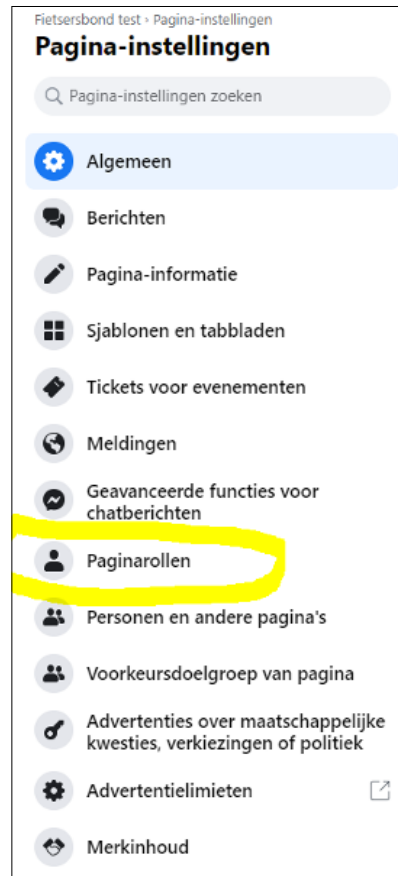 Fietsersbond test › Pagina-instellingen
Pagina-instellingen
Pagina-instellingen zoeken
Algemeen
Berichten
Pagina-informatie
Sjablonen en tabbladen
Tickets voor evenementen
Meldingen
Geavanceerde functies voor
chatberichten
Paginarollen
Personen en andere pagina's
Voorkeursdoelgroep van pagina
Advertenties over maatschappelijke
kwesties, verkiezingen of politiek
Advertentielimieten
Merkinhoud